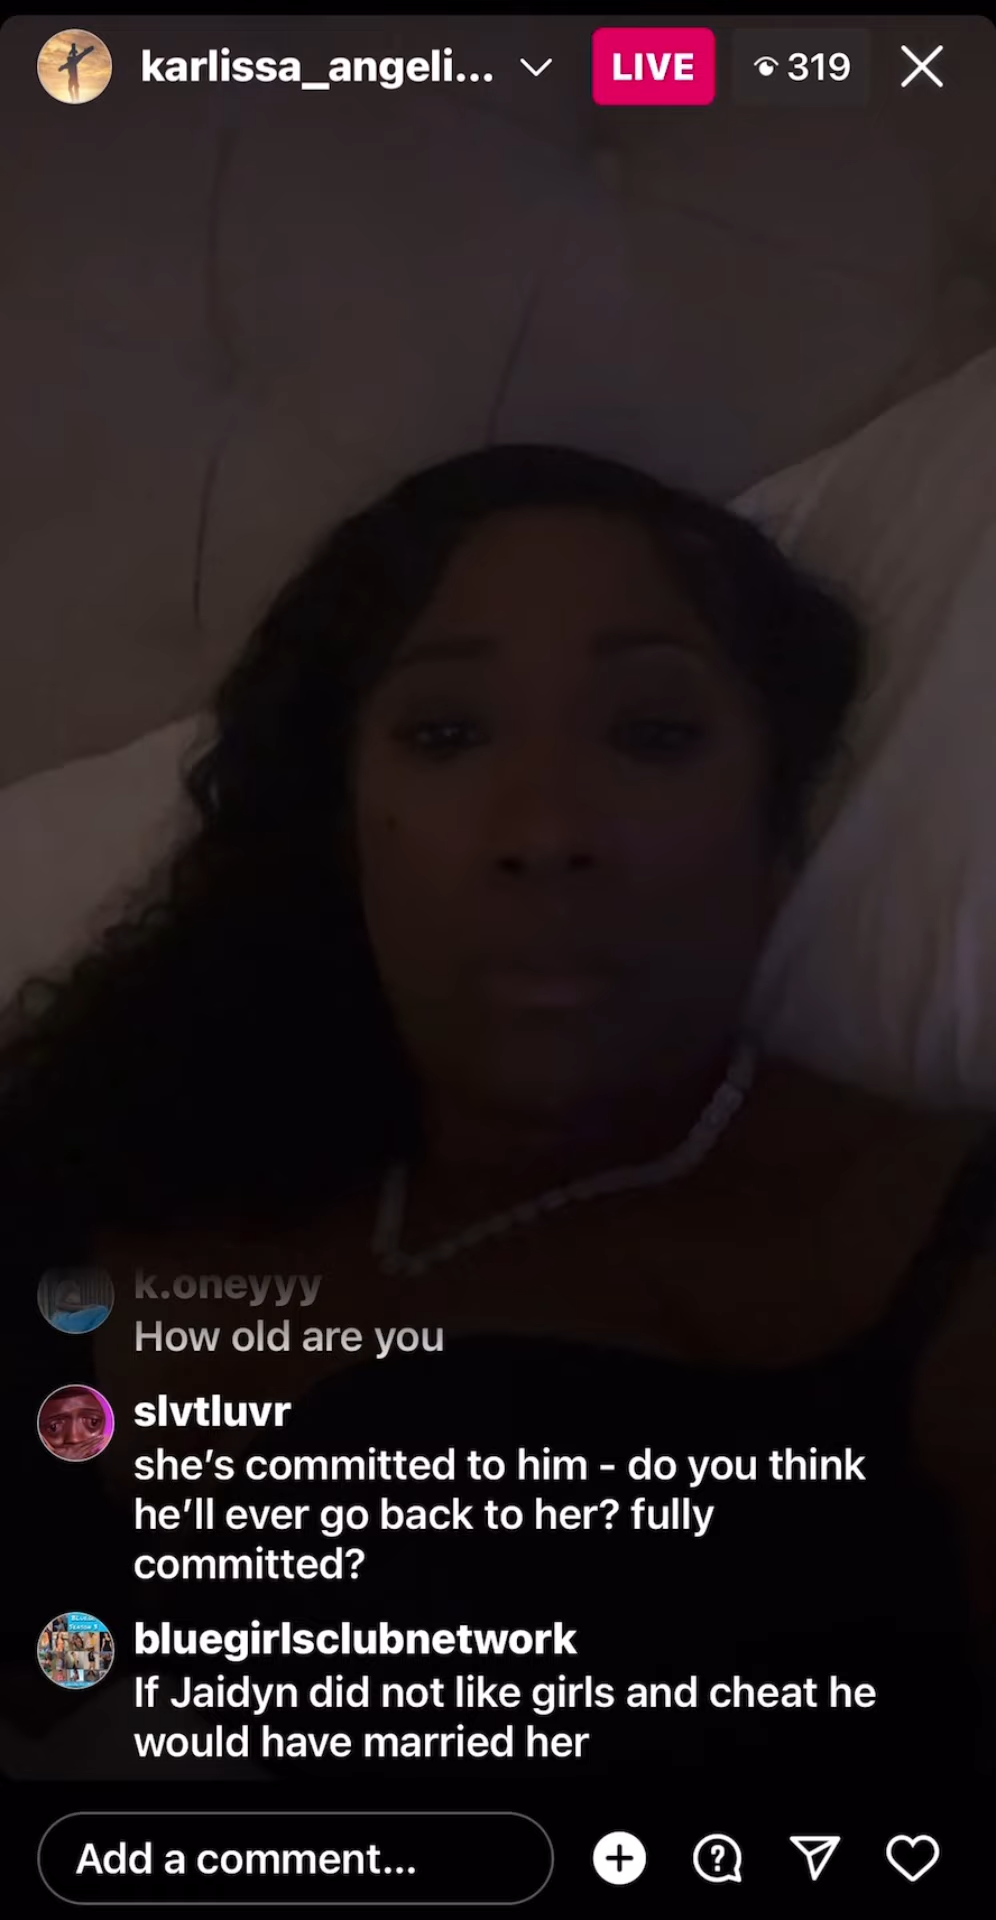 karlissa_angeli...
LIVE
319
k.oneyyy
How old are you
slvtluvr
she's committed to him - do you think
he'll ever go back to her? fully
committed?
bluegirlsclubnetwork
If Jaidyn did not like girls and cheat he
would have married her
Add a comment...